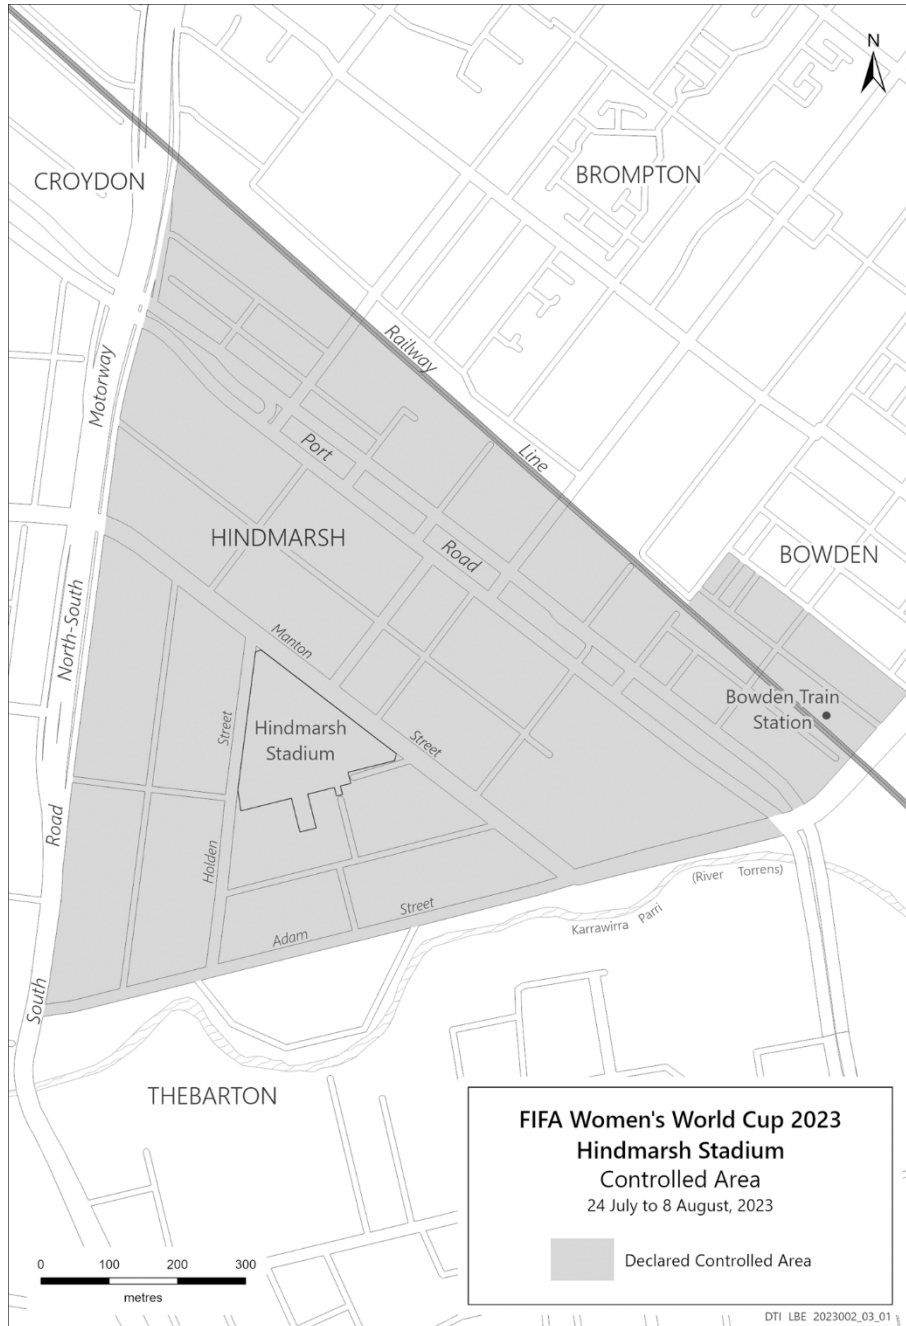 N
CROYDON
BROMPTON
Railway
Line
Motorway
North-South
Port
Road
HINDMARSH
BOWDEN
Manton
Street
Bowden Train
Station
Hindmarsh
Stadium
Street
Holden
Road
South
Adam
Street
(River Torrens)
Karrawirra Parri
THEBARTON
FIFA Women's World Cup 2023
Hindmarsh Stadium
Controlled Area
24 July to 8 August, 2023
Declared Controlled Area
0 100 200 300
metres
DTI LBE 2023002_03_01